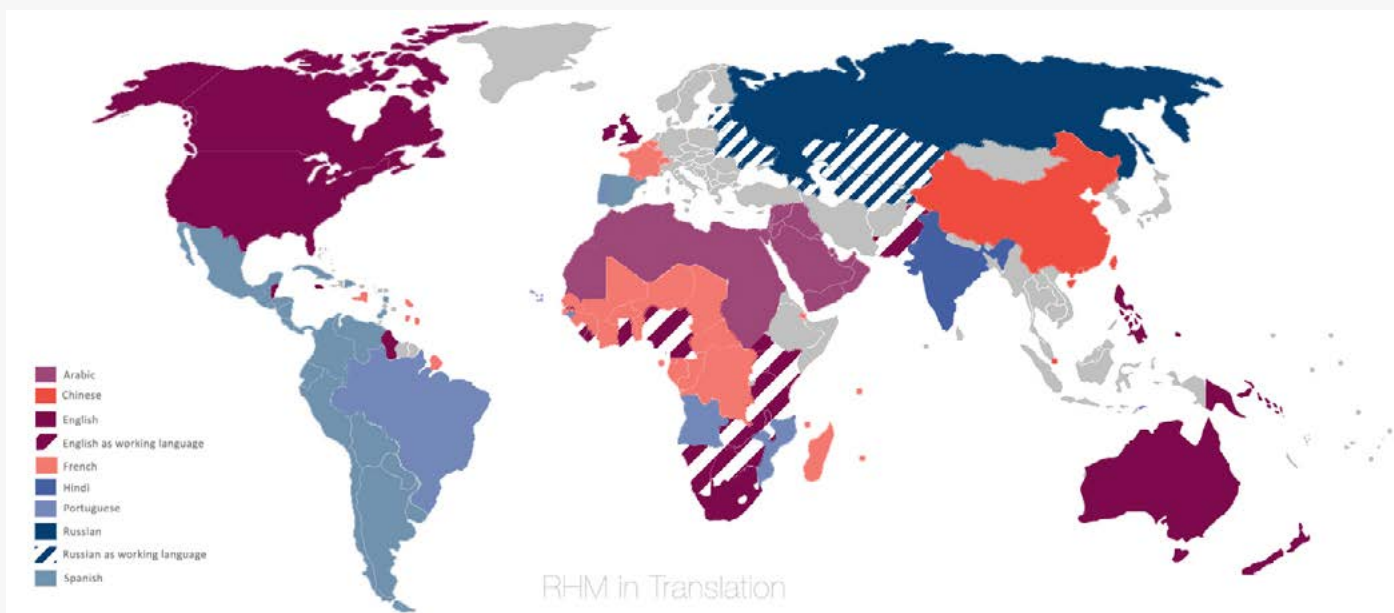 Arabic
Chinese
English
English as working language
French
Hindi
Portuguese
Russian
Russian as working language
Spanish
RHM in Translation